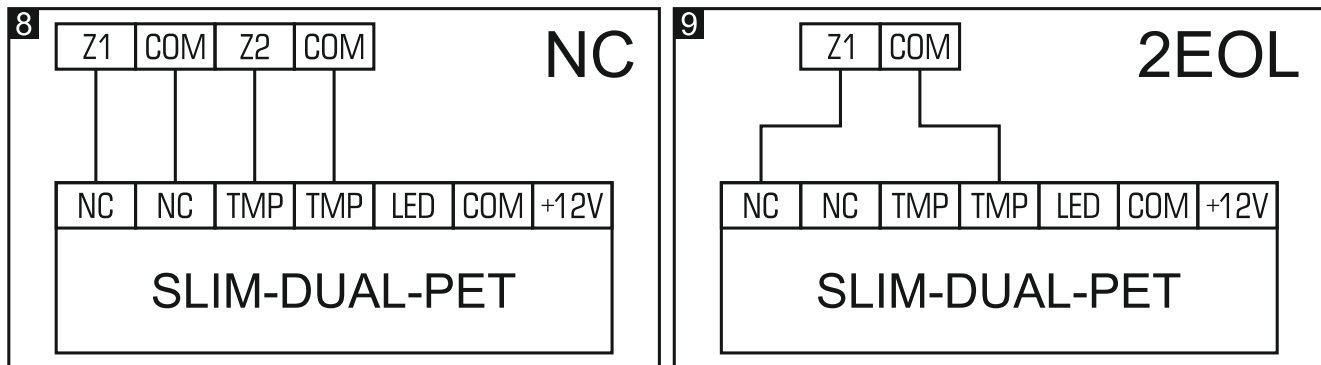 8
Z1 COM Z2 COM
NC
NC NC TMP TMP LED COM +12V
SLIM-DUAL-PET
9
Z1 COM
2EOL
NC NC TMP TMP LED COM +12V
SLIM-DUAL-PET